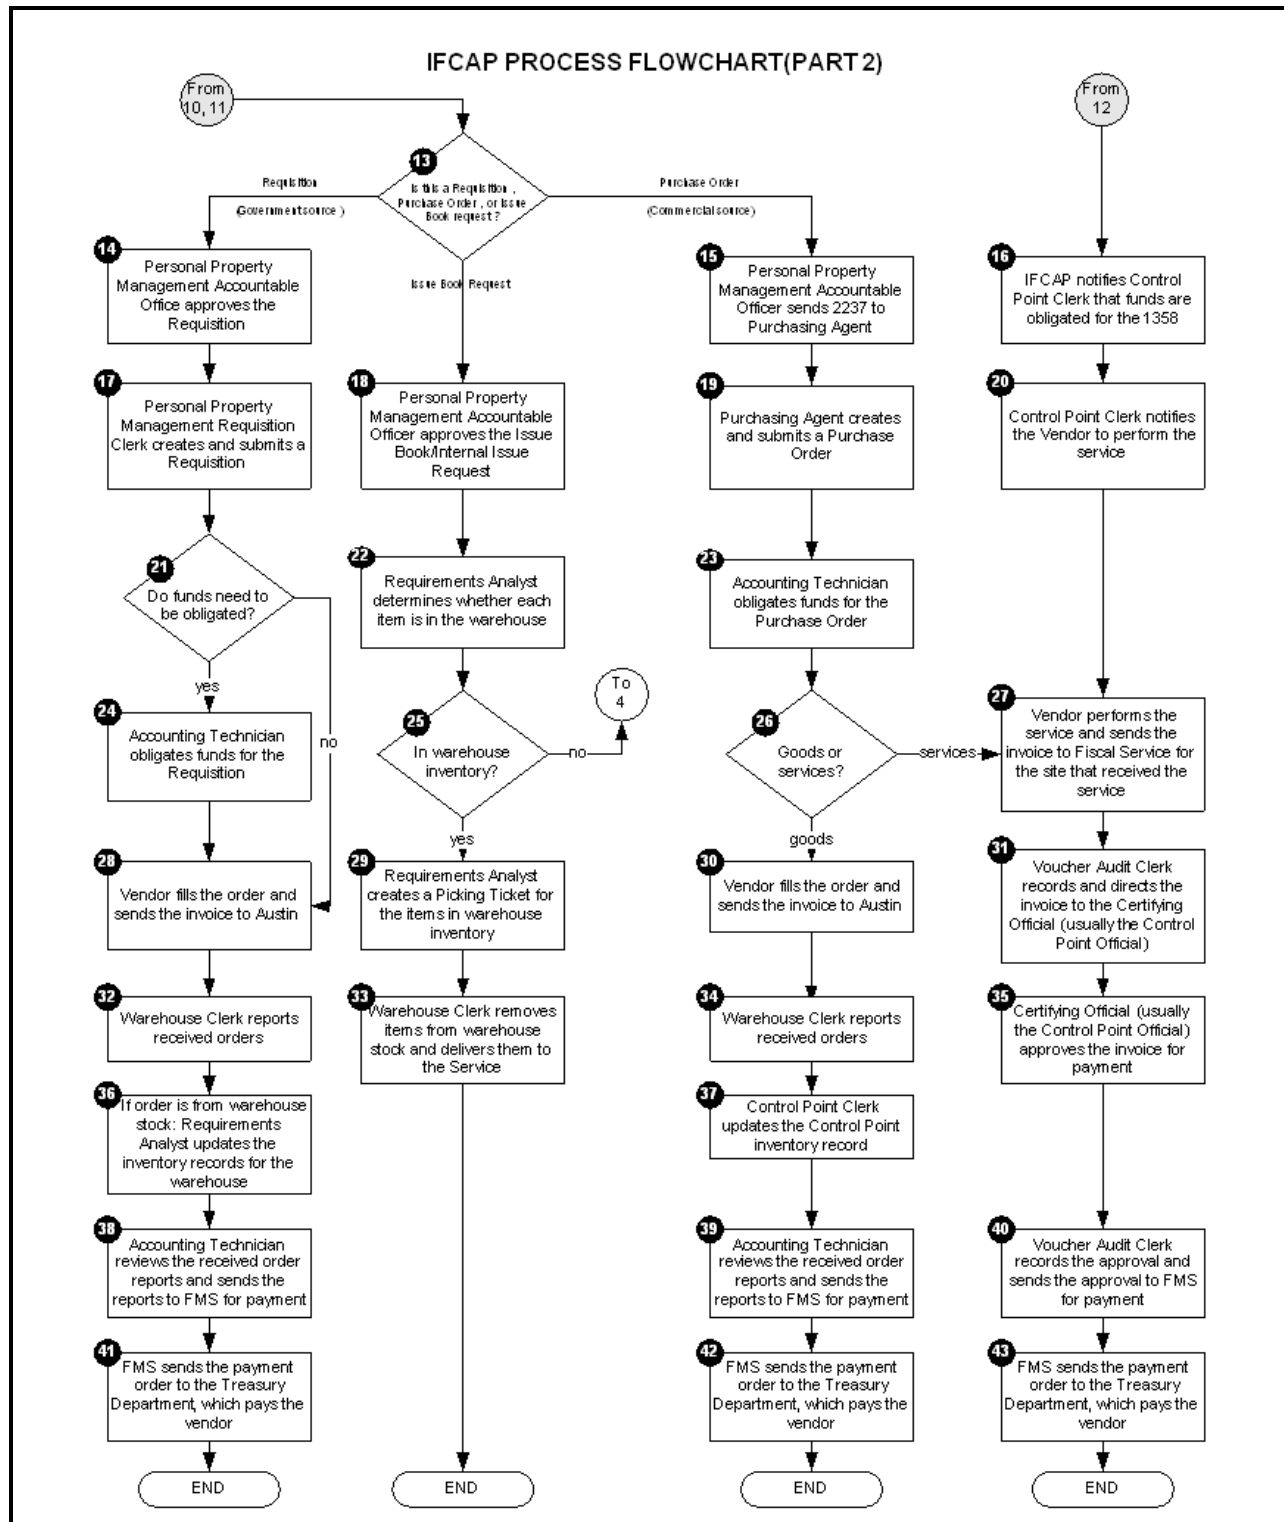 IFCAP PROCESS FLOWCHART(PART 2)
From
10, 11
From
12
13
Is this a Requisition ,
Purchase Order , or Issue
Book request ?
Requisition
(Government source )
Purchase Order
(Commercial source)
Issue Book Request
14
Personal Property
Management Accountable
Office approves the
Requisition
15
Personal Property
Management Accountable
Officer sends 2237 to
Purchasing Agent
16
IFCAP notifies Control
Point Clerk that funds are
obligated for the 1358
17
Personal Property
Management Requisition
Clerk creates and submits a
Requisition
18
Personal Property
Management Accountable
Officer approves the Issue
Book/Internal Issue
Request
19
Purchasing Agent creates
and submits a Purchase
Order
20
Control Point Clerk notifies
the Vendor to perform the
service
21
Do funds need to
be obligated?
yes
no
22
Requirements Analyst
determines whether each
item is in the warehouse
23
Accounting Technician
obligates funds for the
Purchase Order
24
Accounting Technician
obligates funds for the
Requisition
25
In warehouse
inventory?
no
To
4
yes
26
Goods or
services?
services
goods
27
Vendor performs the
service and sends the
invoice to Fiscal Service for
the site that received the
service
28
Vendor fills the order and
sends the invoice to Austin
29
Requirements Analyst
creates a Picking Ticket for
the items in warehouse
inventory
30
Vendor fills the order and
sends the invoice to Austin
31
Voucher Audit Clerk
records and directs the
invoice to the Certifying
Official (usually the Control
Point Official)
32
Warehouse Clerk reports
received orders
33
Warehouse Clerk removes
items from warehouse
stock and delivers them to
the Service
34
Warehouse Clerk reports
received orders
35
Certifying Official (usually
the Control Point Official)
approves the invoice for
payment
36
If order is from warehouse
stock: Requirements
Analyst updates the
inventory records for the
warehouse
37
Control Point Clerk
updates the Control Point
inventory record
38
Accounting Technician
reviews the received order
reports and sends the
reports to FMS for payment
39
Accounting Technician
reviews the received order
reports and sends the
reports to FMS for payment
40
Voucher Audit Clerk
records the approval and
sends the approval to FMS
for payment
41
FMS sends the payment
order to the Treasury
Department, which pays the
vendor
42
FMS sends the payment
order to the Treasury
Department, which pays the
vendor
43
FMS sends the payment
order to the Treasury
Department, which pays the
vendor
END
END
END
END